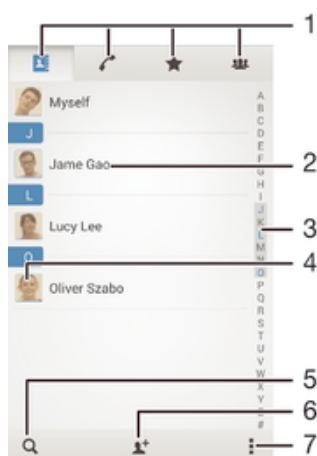 1
Myself
J
Jame Gao
2
L
Lucy Lee
3
O
4
Oliver Szabo
A
B
C
D
E
F
G
H
I
J
K
L
M
N
O
P
Q
R
S
T
U
V
W
X
Y
Z
#
5
6
7